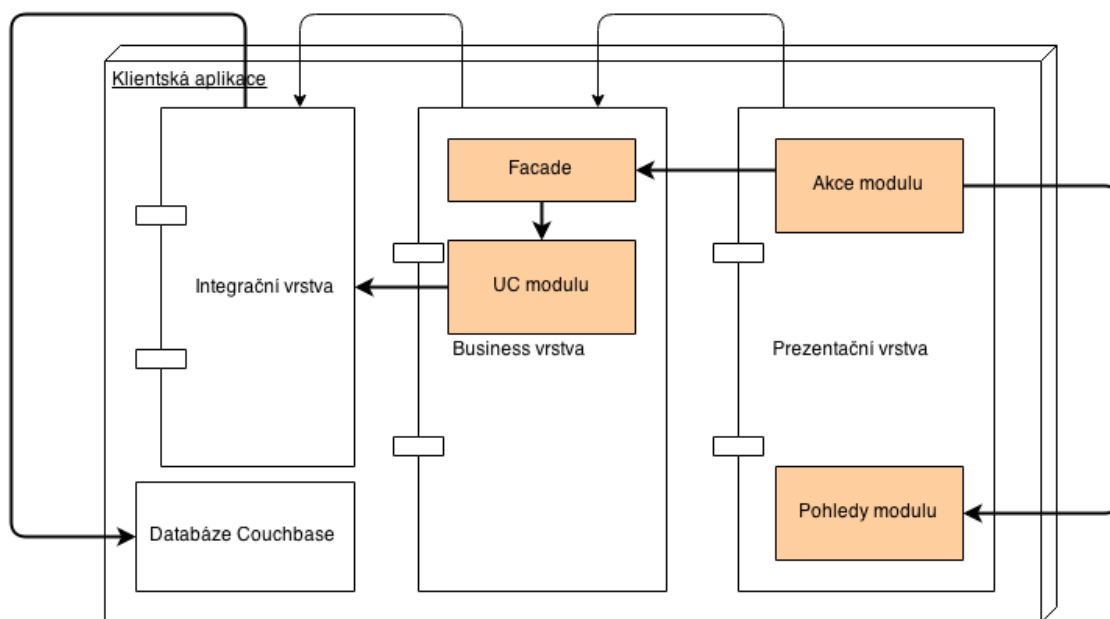 Klientská aplikace
Facade
Akce modulu
Integrační vrstva
UC modulu
Business vrstva
Prezentační vrstva
Databáze Couchbase
Pohledy modulu